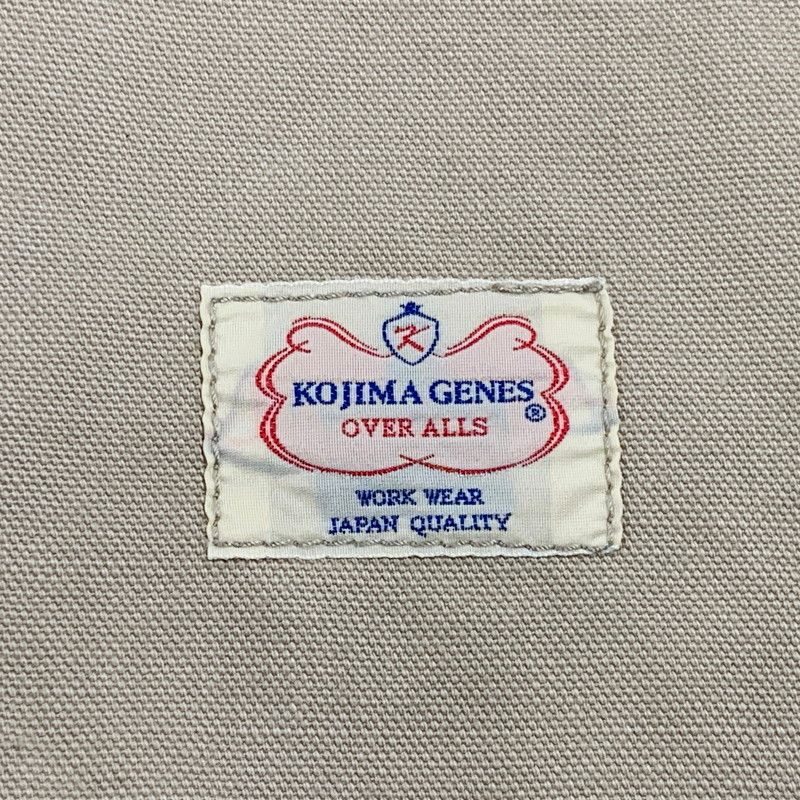 K
KOJIMA GENES®
OVER ALLS
WORK WEAR
JAPAN QUALITY